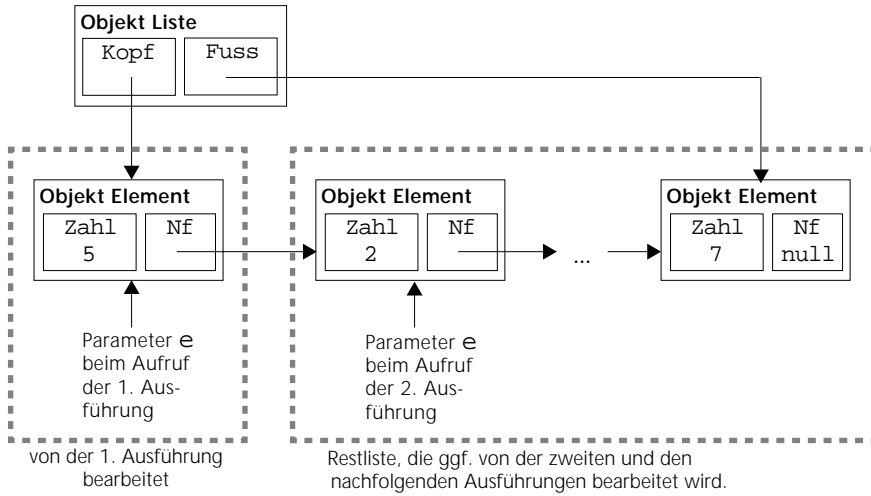 Objekt Liste
Kopf Fuss
Objekt Element
Zahl Nf
5
Objekt Element
Zahl Nf
2
...
Objekt Element
Zahl Nf
7 null
Parameter e
beim Aufruf
der 1. Aus-
führung
Parameter e
beim Aufruf
der 2. Aus-
führung
von der 1. Ausführung
bearbeitet
Restliste, die ggf. von der zweiten und den
nachfolgenden Ausführungen bearbeitet wird.